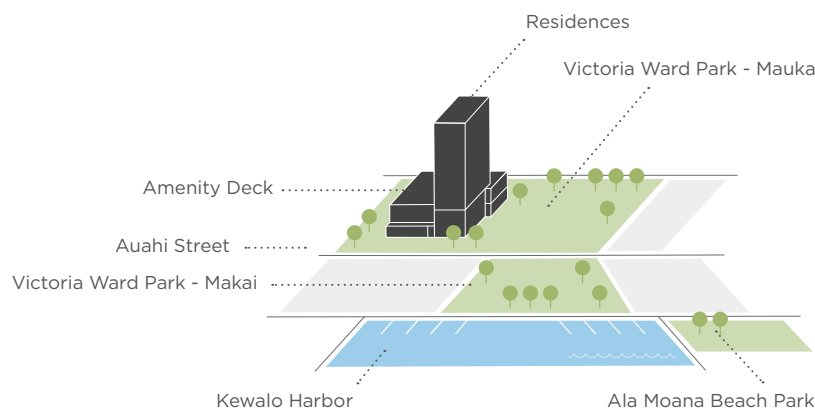 Residences
Victoria Ward Park - Mauka
Amenity Deck
Auahi Street
Victoria Ward Park - Makai
Kewalo Harbor
Ala Moana Beach Park